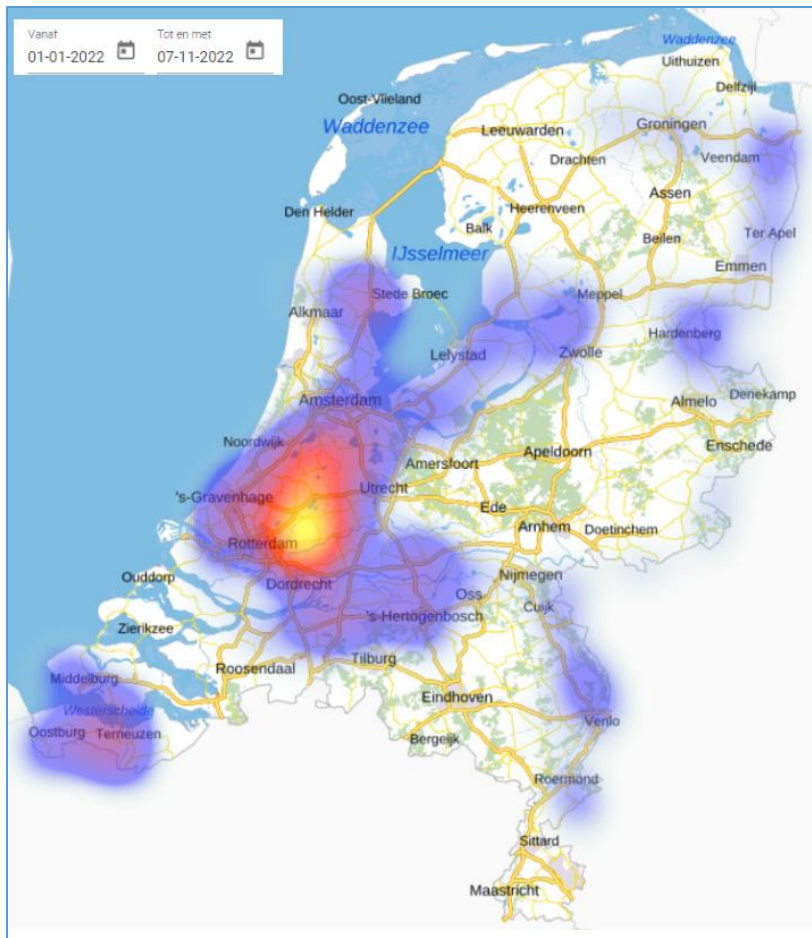 Vanaf
01-01-2022
Tot en met
07-11-2022
Waddenzee
Uithuizen
Delfzijl
Oost-Vlieland
Waddenzee
Leeuwarden
Groningen
Drachten
Veendam
Assen
Den Helder
Heerenveen
Balk
Beilen
Ter Apel
IJsselmeer
Emmen
Stede Broec
Meppel
Alkmaar
Hardenberg
Lelystad
Zwolle
Amsterdam
Almelo
Denekamp
Noordwijk
Amersfoort
Apeldoorn
Enschede
Utrecht
's-Gravenhage
Ede
Arnhem
Doetinchem
Rotterdam
Ouddorp
Dordrecht
Nijmegen
Oss
Cuijk
's-Hertogenbosch
Zierikzee
Tilburg
Roosendaal
Middelburg
Eindhoven
Westerschelde
Oostburg
Terneuzen
Venlo
Bergeijk
Roermond
Sittard
Maastricht